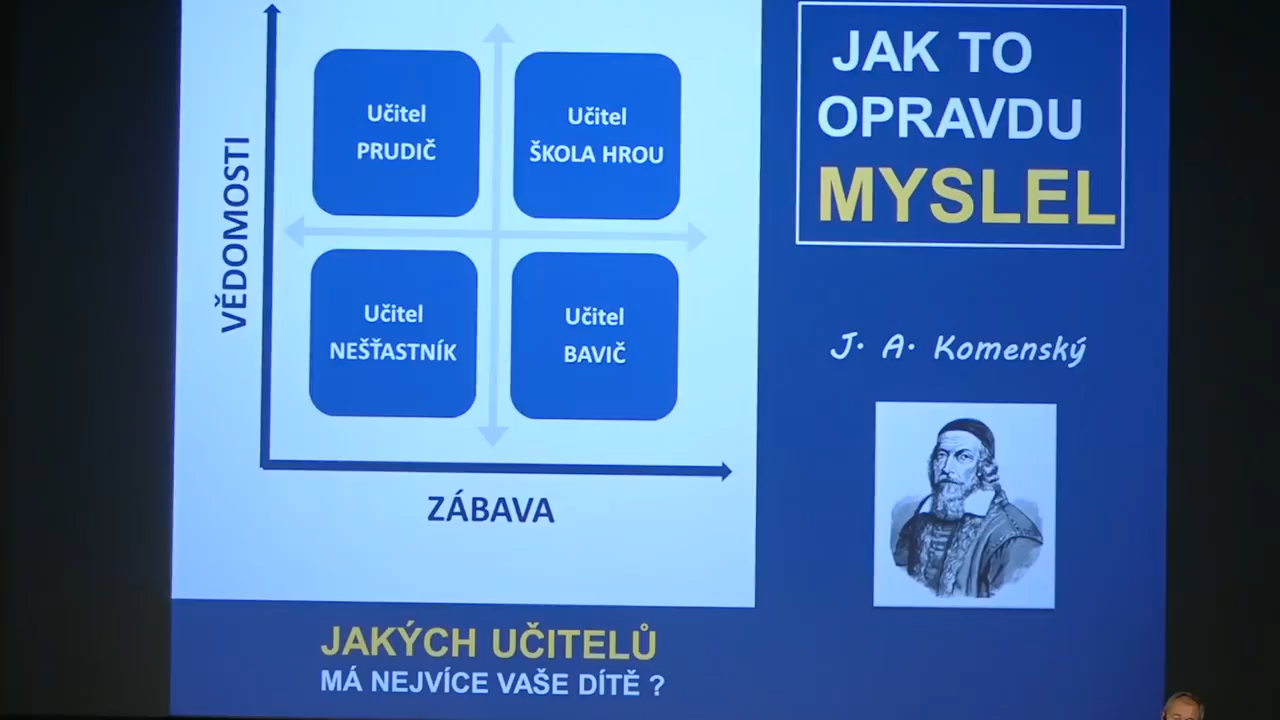 VĚDOMOSTI
Učitel
PRUDIČ
Učitel
ŠKOLA HROU
Učitel
NEŠŤASTNÍK
Učitel
BAVIČ
ZÁBAVA
JAKÝCH UČITELŮ
MÁ NEJVÍCE VAŠE DÍTĚ ?
JAK TO
OPRAVDU
MYSLEL
J. A. Komenský